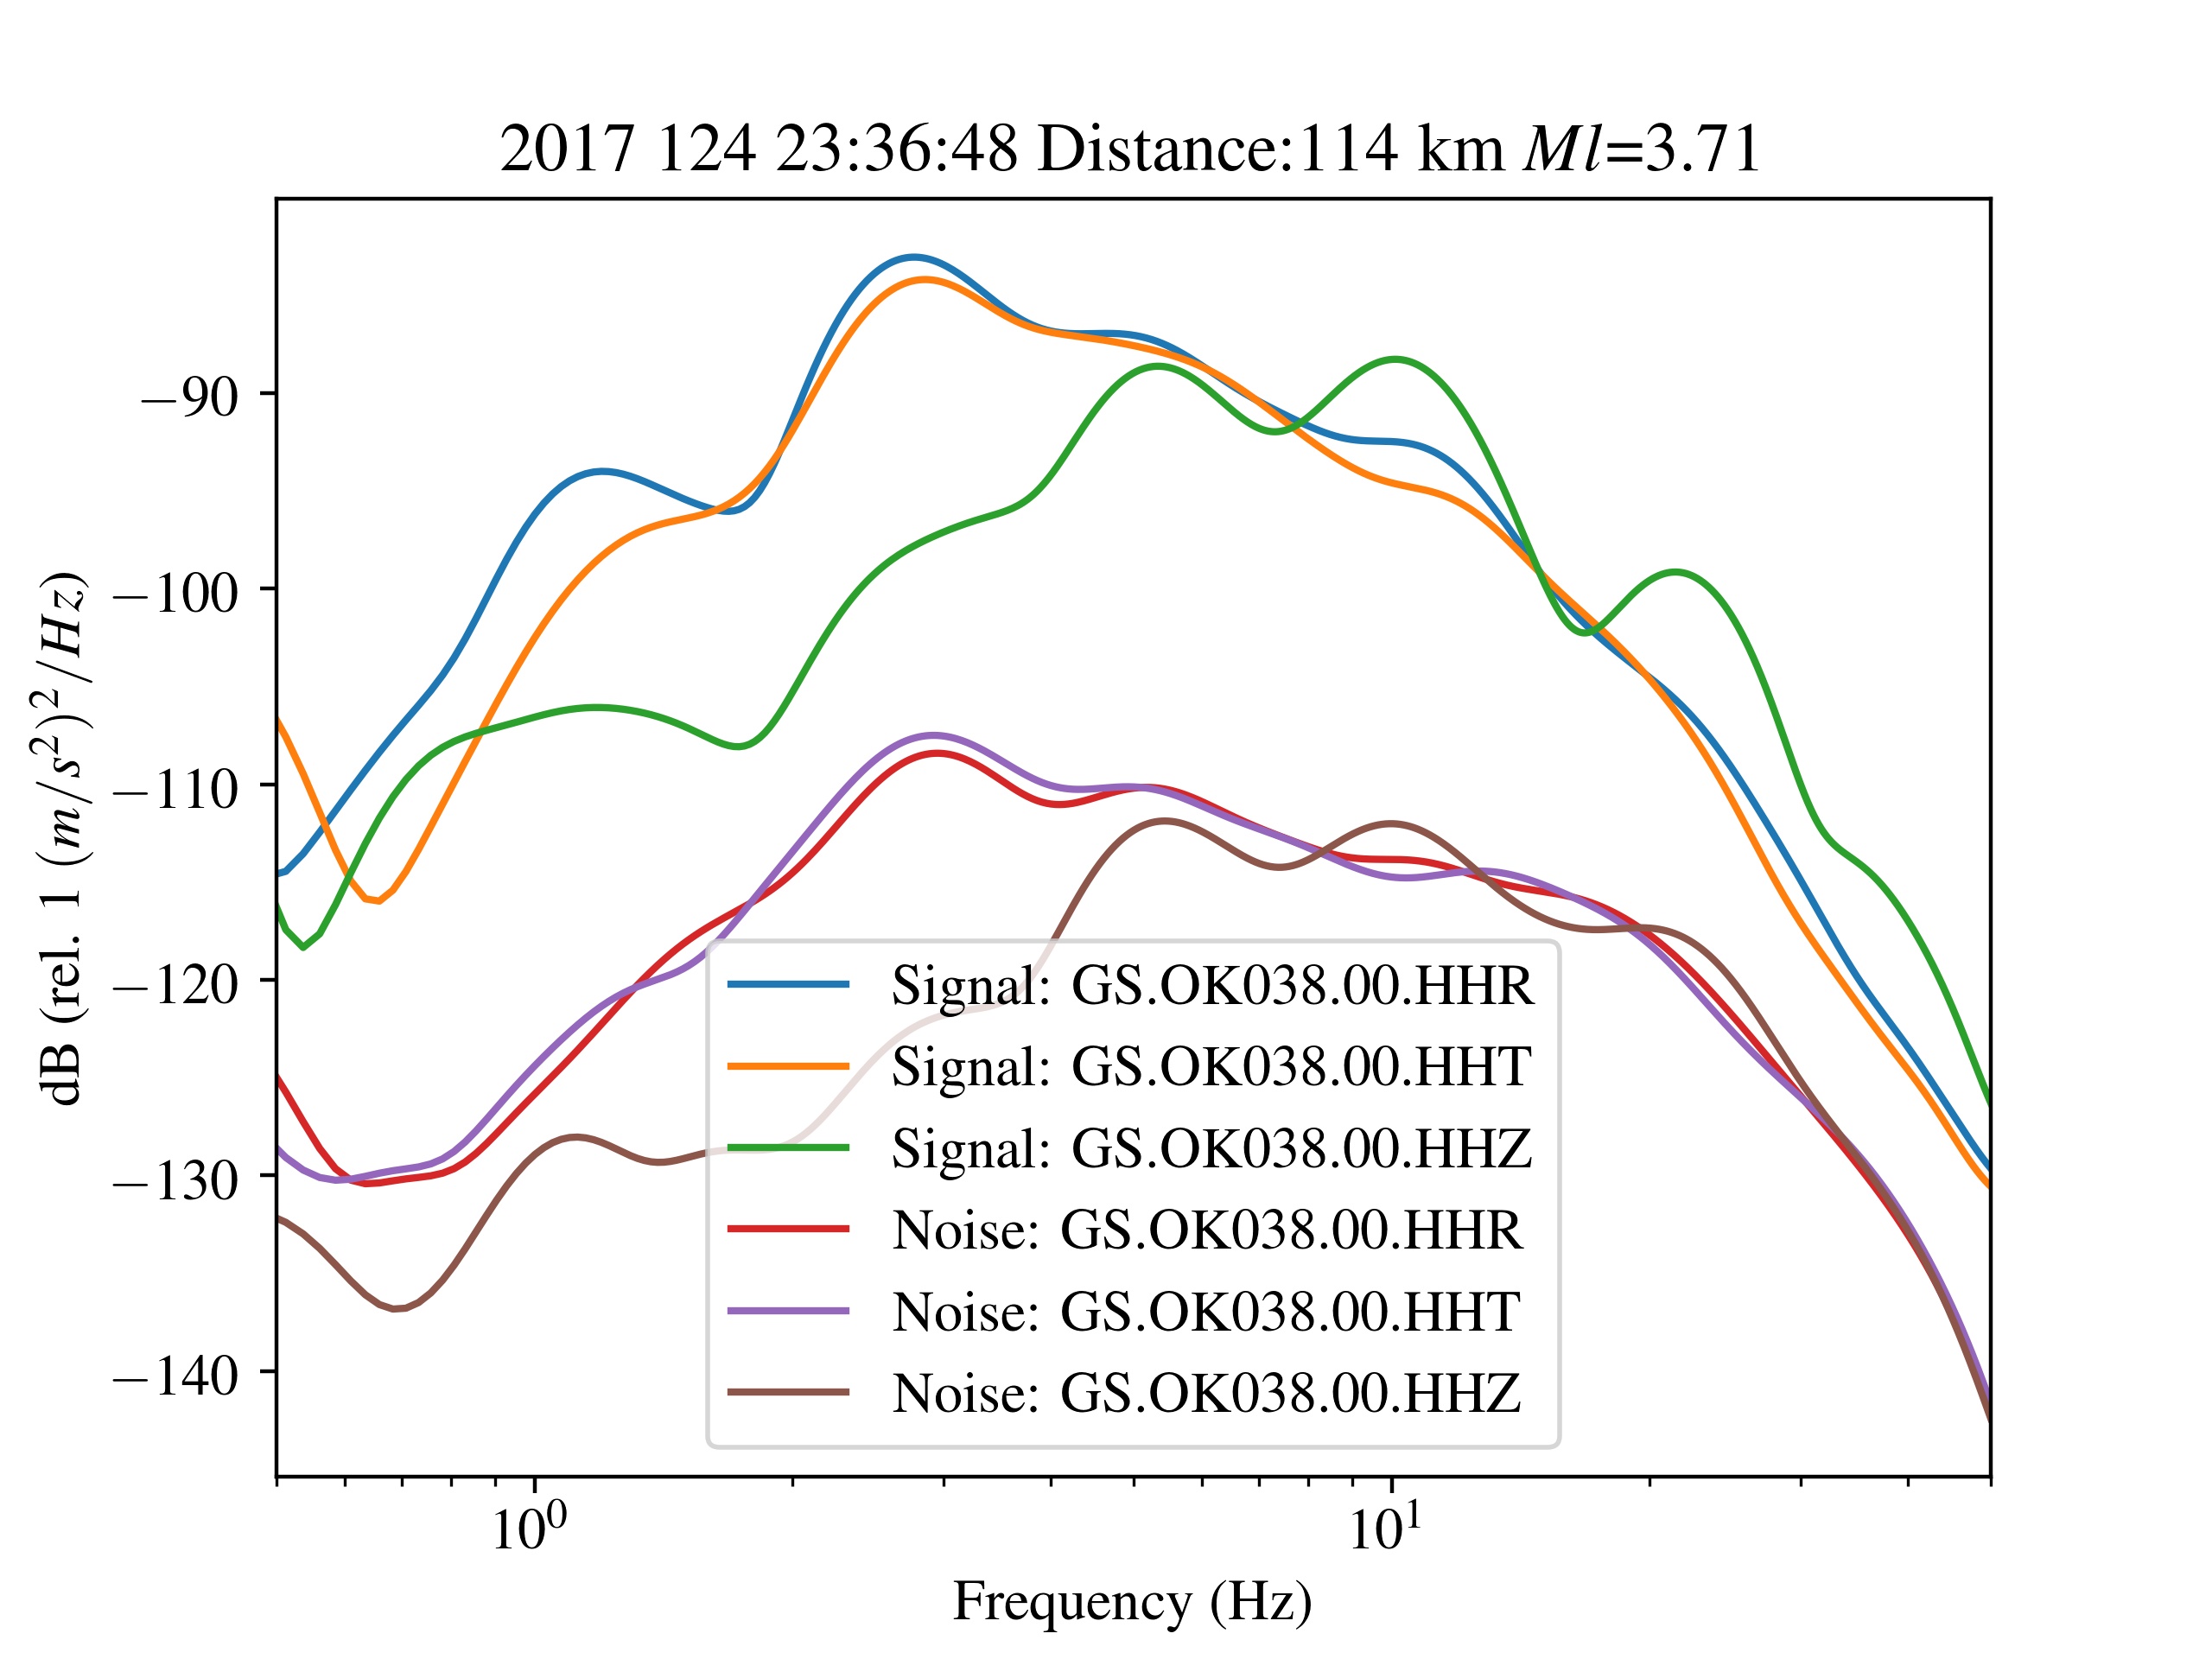 2017 124 23:36:48 Distance:114 km Ml=3.71
dB (rel. 1 (m/s²)²/Hz)
−90
−100
−110
−120
−130
−140
Signal: GS.OK038.00.HHR
Signal: GS.OK038.00.HHT
Signal: GS.OK038.00.HHZ
Noise: GS.OK038.00.HHR
Noise: GS.OK038.00.HHT
Noise: GS.OK038.00.HHZ
10⁰ 10¹
Frequency (Hz)